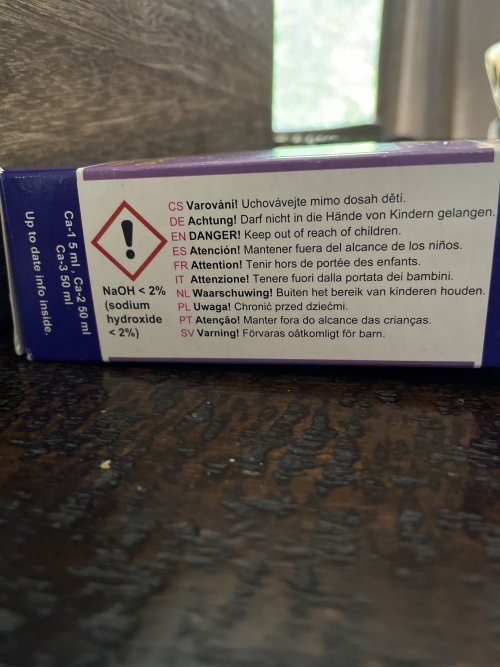 Ca-1 5 ml, Ca-2 50 ml
Ca-3 50 ml
Up to date info inside.
NaOH < 2%
(sodium
hydroxide
< 2%)
CS Varování! Uchovávejte mimo dosah dětí.
DE Achtung! Darf nicht in die Hände von Kindern gelangen.
EN DANGER! Keep out of reach of children.
ES Atención! Mantener fuera del alcance de los niños.
FR Attention! Tenir hors de portée des enfants.
IT Attenzione! Tenere fuori dalla portata dei bambini.
NL Waarschuwing! Buiten het bereik van kinderen houden.
PL Uwaga! Chronić przed dziećmi.
PT Atenção! Manter fora do alcance das crianças.
SV Varning! Förvaras oåtkomligt för barn.